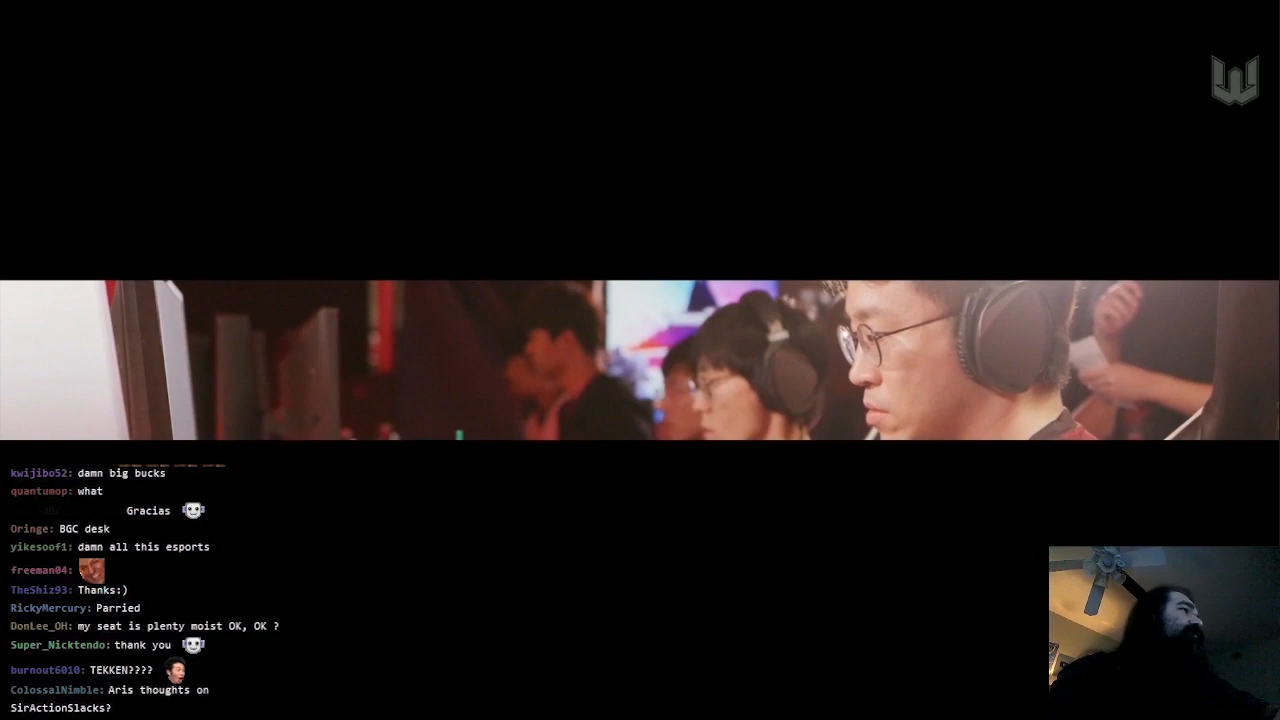 kwijibo52: damn big bucks
quantumop: what
Gracias
Oringe: BGC desk
yikesoof1: damn all this esports
freeman04:
TheShiz93: Thanks:)
RickyMercury: Parried
DonLee_OH: my seat is plenty moist OK, OK ?
Super_Nicktendo: thank you
burnout6010: TEKKEN????
ColossalNimble: Aris thoughts on
SirActionSlacks?